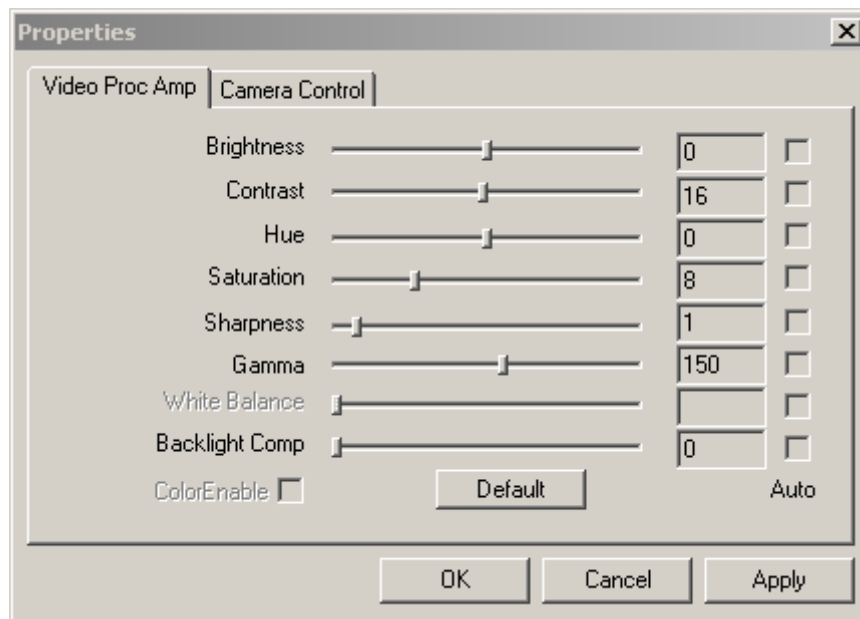 Properties
Video Proc Amp Camera Control
Brightness 0
Contrast 16
Hue 0
Saturation 8
Sharpness 1
Gamma 150
White Balance
Backlight Comp 0
ColorEnable Default Auto
OK Cancel Apply